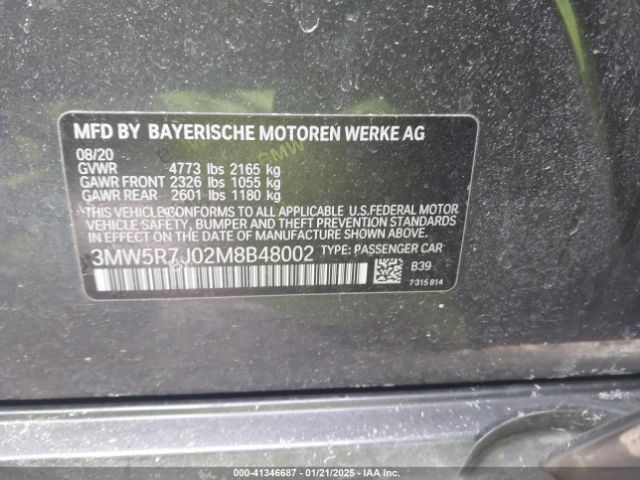 MFD BY BAYERISCHE MOTOREN WERKE AG
08/20
GVWR 4773 lbs 2165 kg
GAWR FRONT 2326 lbs 1055 kg
GAWR REAR 2601 lbs 1180 kg
THIS VEHICLE CONFORMS TO ALL APPLICABLE U.S.FEDERAL MOTOR
VEHICLE SAFETY, BUMPER, AND THEFT PREVENTION STANDARDS
IN EFFECT ON THE DATE OF MANUFACTURE SHOWN ABOVE.
3MW5R7J02M8B48002 TYPE: PASSENGER CAR
B39
7 315 814
BMW
000-41346687 - 01/21/2025 - IAA Inc.